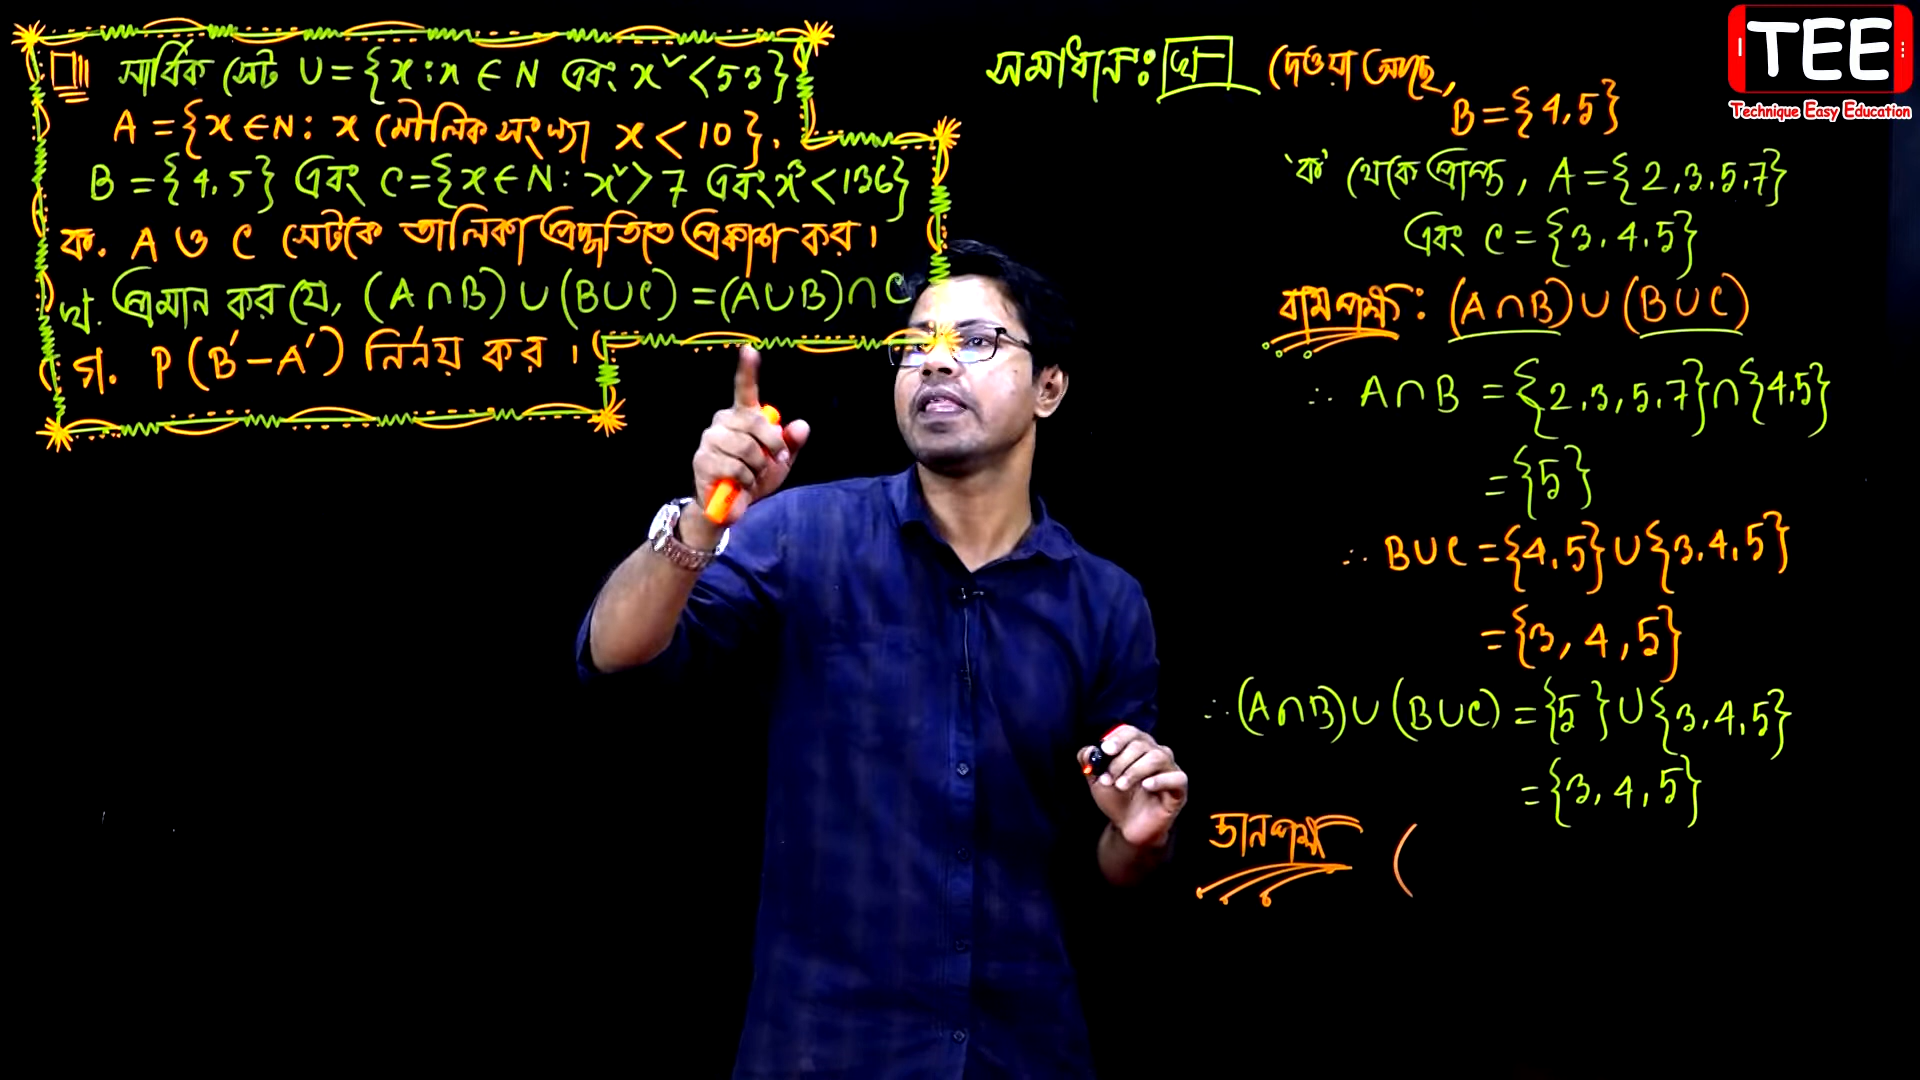 সার্বিক সেট U = {x : x ∈ N এবং x² < 53}
A = {x ∈ N : x মৌলিক সংখ্যা x < 10},
B = {4, 5} এবং C = {x ∈ N : x² > 7 এবং x³ < 136}
ক. A ও C সেটকে তালিকা পদ্ধতিতে প্রকাশ কর।
খ. প্রমান কর যে, (A∩B) ∪ (B∪C) = (A∪B)∩C
গ. P(B′ − A′) নির্ণয় কর।
সমাধান: খ দেওয়া আছে,
B = {4, 5}
'ক' থেকে প্রাপ্ত, A = {2, 3, 5, 7}
এবং C = {3, 4, 5}
বামপক্ষ: (A∩B) ∪ (B∪C)
∴ A∩B = {2, 3, 5, 7} ∩ {4, 5}
= {5}
∴ B∪C = {4, 5} ∪ {3, 4, 5}
= {3, 4, 5}
∴ (A∩B) ∪ (B∪C) = {5} ∪ {3, 4, 5}
= {3, 4, 5}
ডানপক্ষ (
TEE
Technique Easy Education